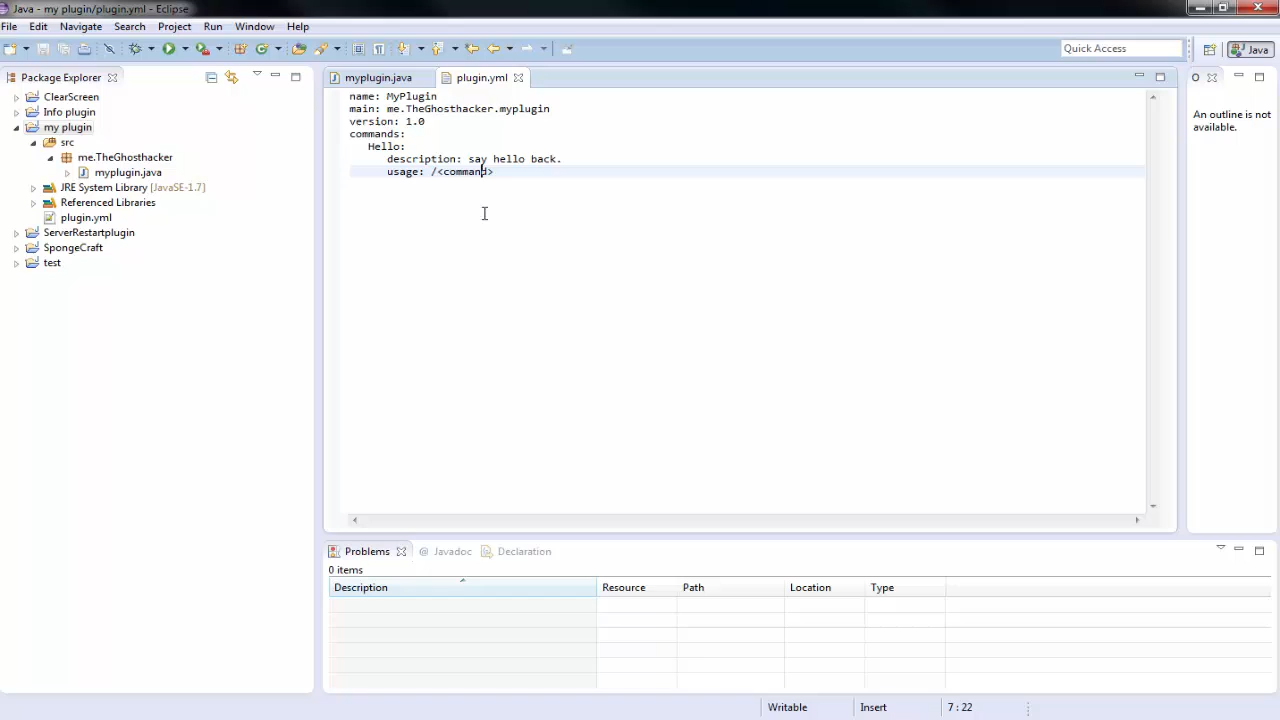 Java - my plugin/plugin.yml - Eclipse
File Edit Navigate Search Project Run Window Help
Quick Access
Java
Package Explorer
ClearScreen
Info plugin
my plugin
src
me.TheGhosthacker
myplugin.java
JRE System Library [JavaSE-1.7]
Referenced Libraries
plugin.yml
ServerRestartplugin
SpongeCraft
test
myplugin.java
plugin.yml
name: MyPlugin
main: me.TheGhosthacker.myplugin
version: 1.0
commands:
Hello:
description: say hello back.
usage: /<command>
O
An outline is not
available.
Problems @ Javadoc Declaration
0 items
Description Resource Path Location Type
Writable Insert 7 : 22